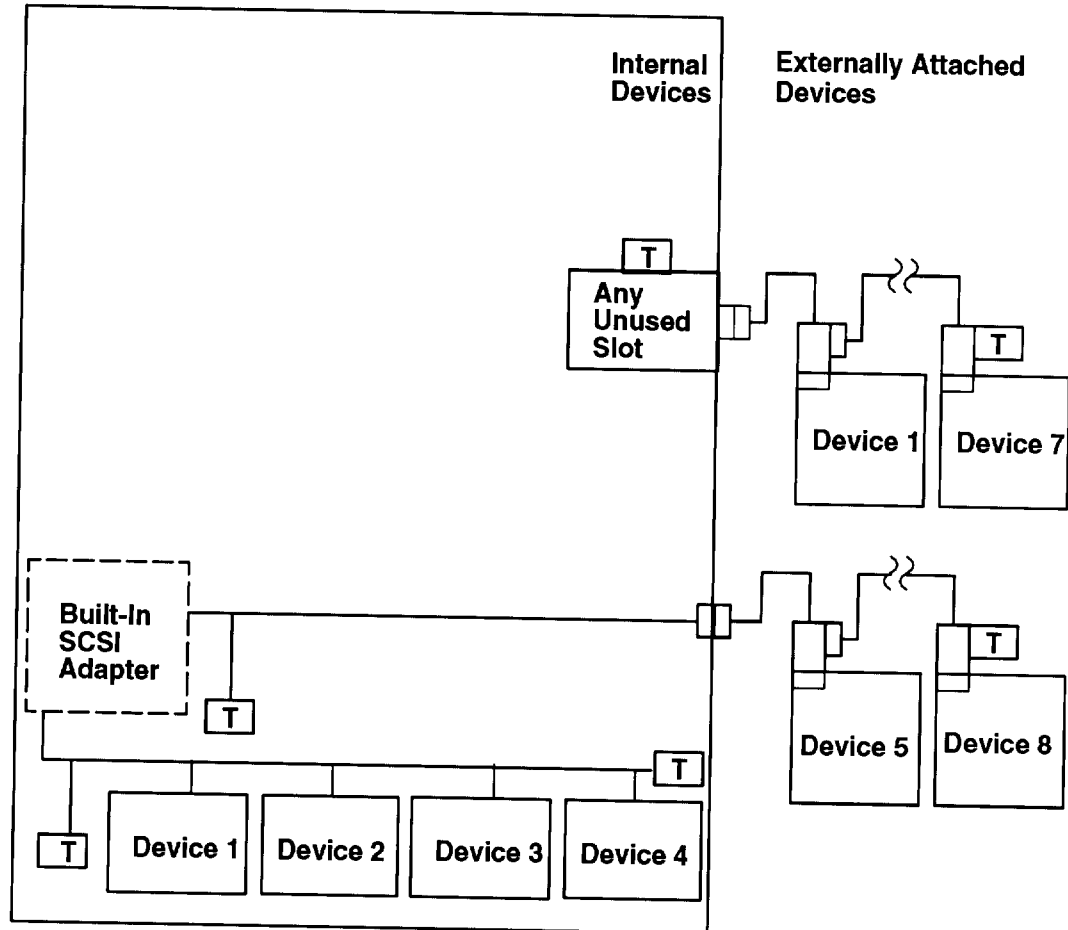 Internal
Devices
Externally Attached
Devices
T
Any
Unused
Slot
T
Device 1
Device 7
Built-In
SCSI
Adapter
T
T
Device 5
Device 8
T
T
Device 1
Device 2
Device 3
Device 4